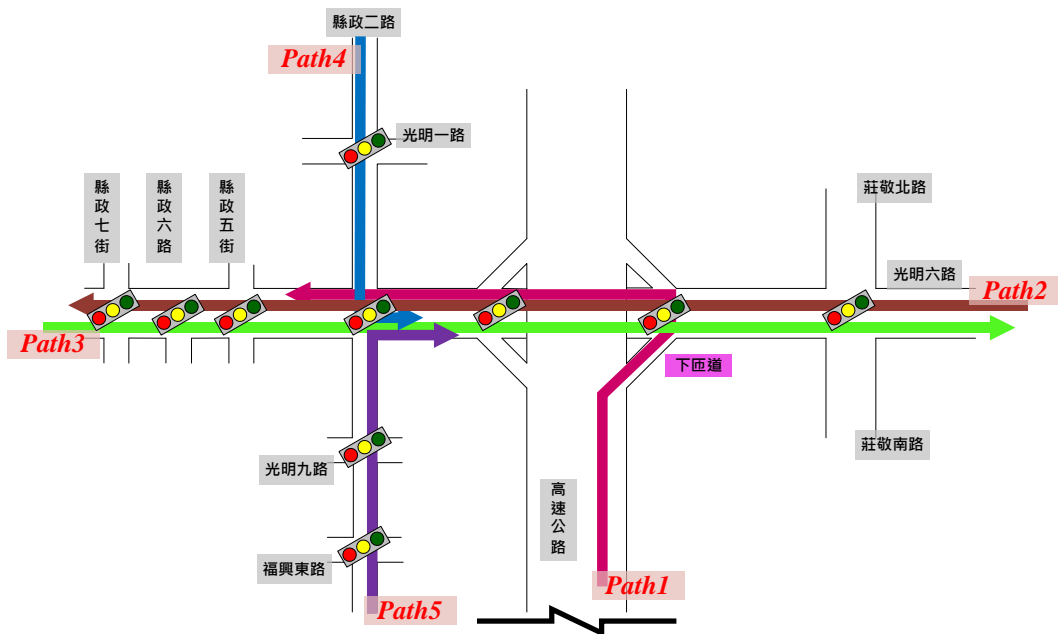 縣政二路
Path4
光明一路
縣政七街
縣政六路
縣政五街
莊敬北路
光明六路
Path2
Path3
下匝道
莊敬南路
光明九路
高速公路
福興東路
Path1
Path5